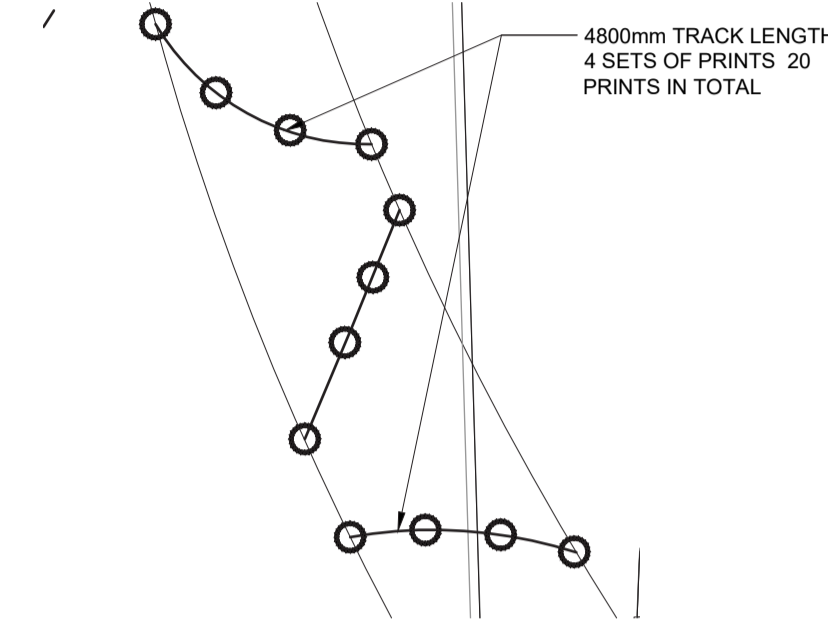 4800mm TRACK LENGTH
4 SETS OF PRINTS 20
PRINTS IN TOTAL